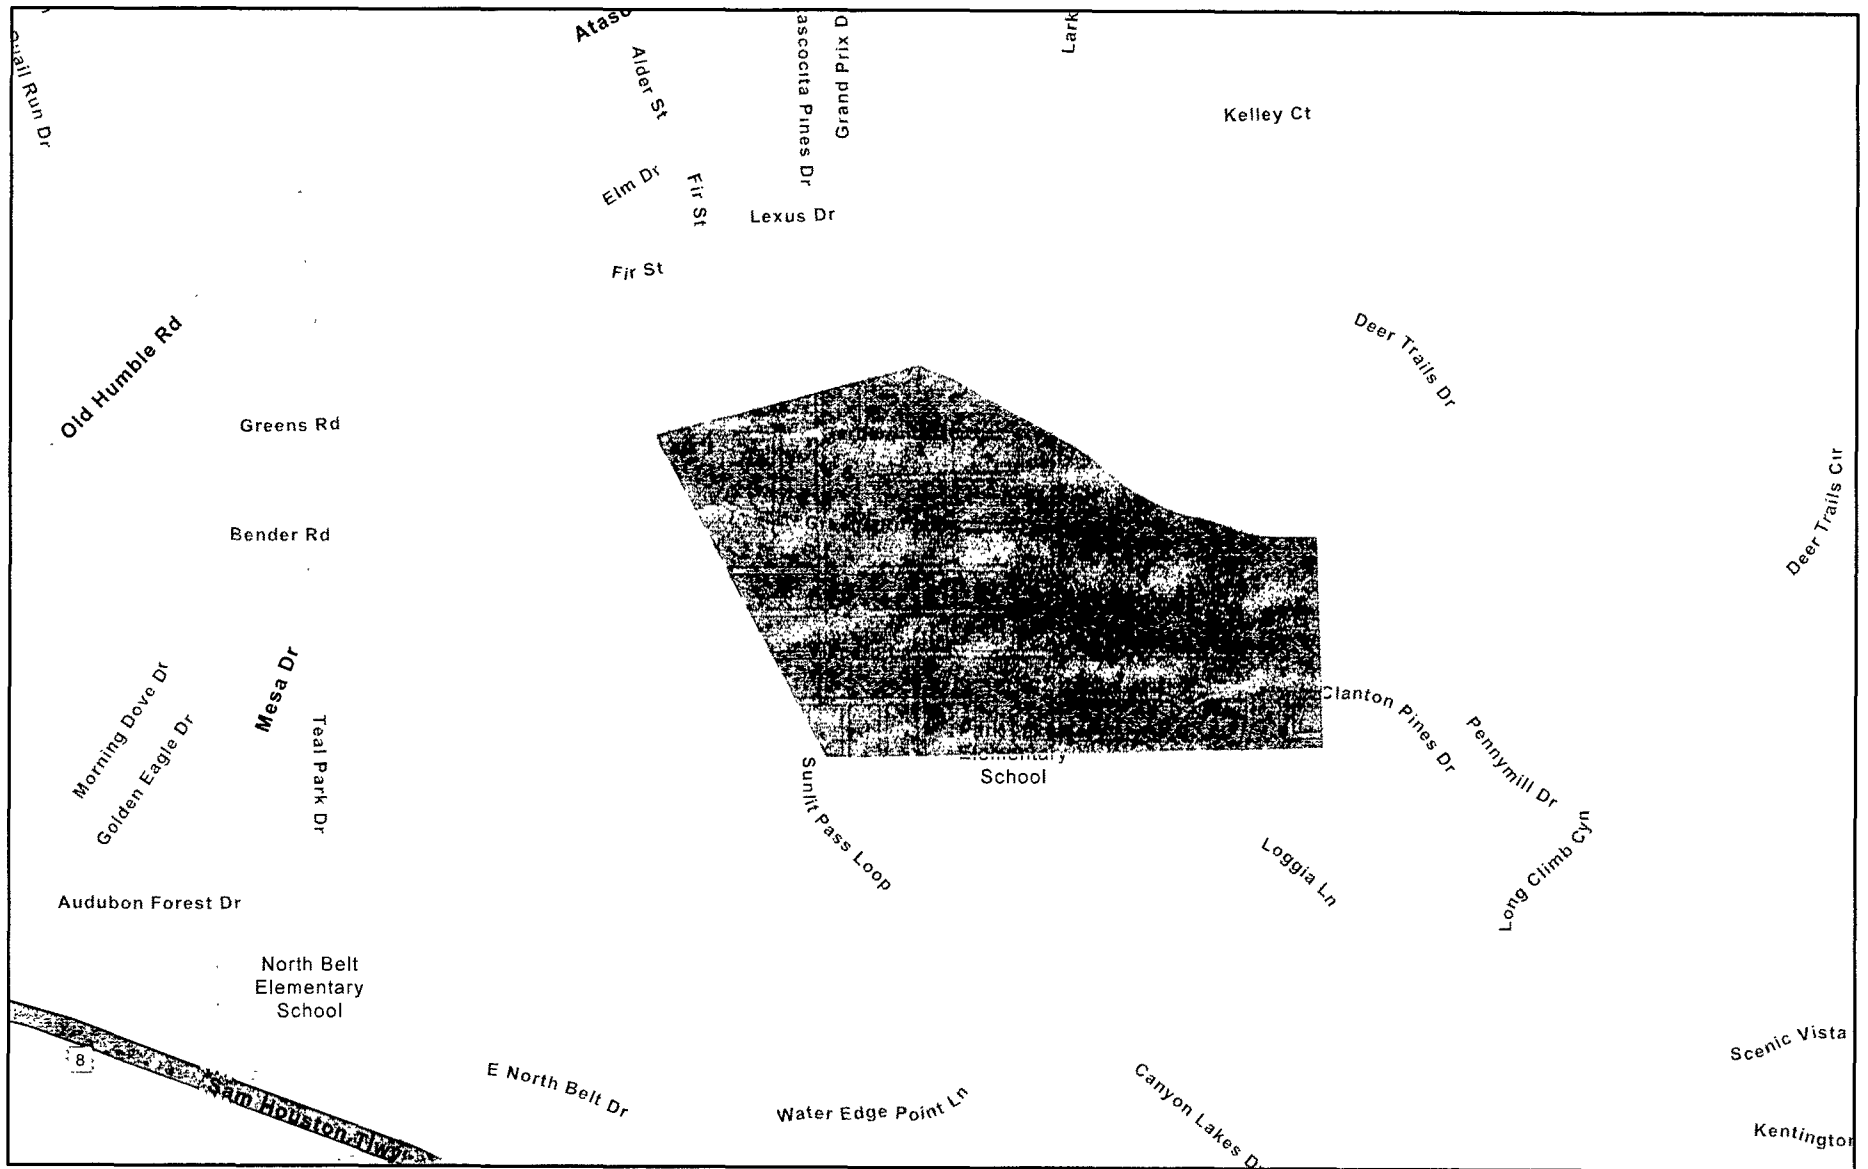 Quail Run Dr
Alder St
Grand Prix D
Lark
Kelley Ct
Elm Dr
Fir St
Lexus Dr
Fir St
Old Humble Rd
Deer Trails Dr
Greens Rd
Deer Trails Cir
Bender Rd
Mesa Dr
Morning Dove Dr
Golden Eagle Dr
Teal Park Dr
Clanton Pines Dr
Pennymill Dr
Elementary
School
Sunlit Pass Loop
Loggia Ln
Long Climb Cyn
Audubon Forest Dr
North Belt
Elementary
School
8
Sam Houston Tlwy
E North Belt Dr
Water Edge Point Ln
Canyon Lakes D
Scenic Vista
Kentington
Atasc
ascocita Pines Dr